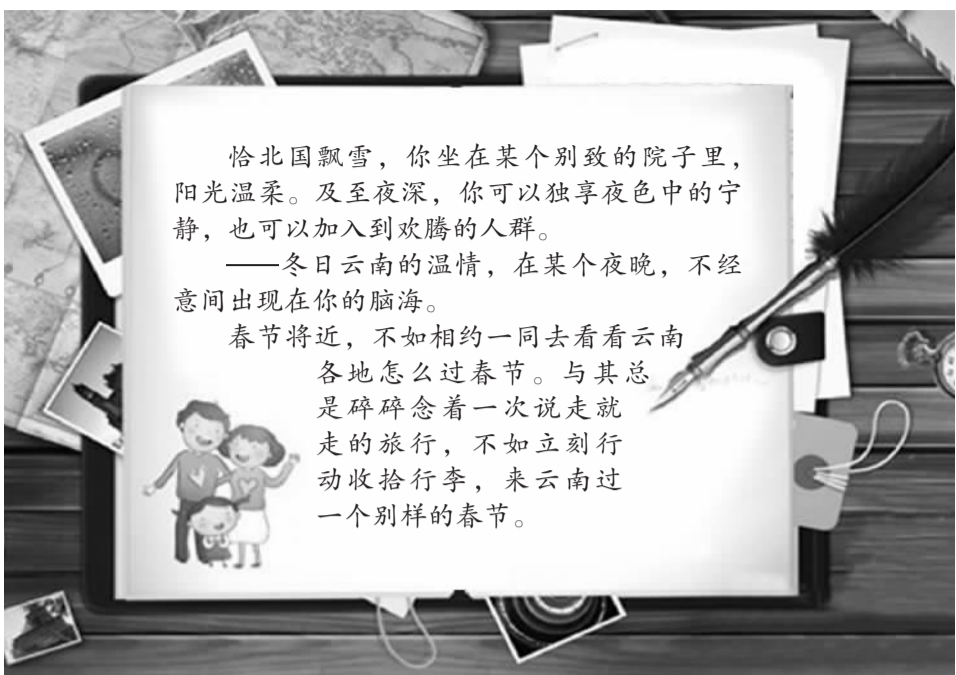 恰北国飘雪，你坐在某个别致的院子里，
阳光温柔。及至夜深，你可以独享夜色中的宁
静，也可以加入到欢腾的人群。
——冬日云南的温情，在某个夜晚，不经
意间出现在你的脑海。
春节将近，不如相约一同去看看云南
各地怎么过春节。与其总
是碎碎念着一次说走就
走的旅行，不如立刻行
动收拾行李，来云南过
一个别样的春节。